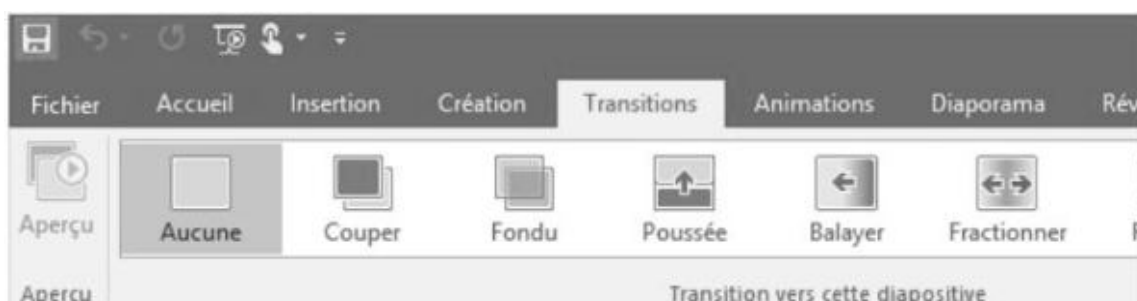 Fichier Accueil Insertion Création Transitions Animations Diaporama Rév
Aperçu Aucune Couper Fondu Poussée Balayer Fractionner
Aperçu Transition vers cette diapositive